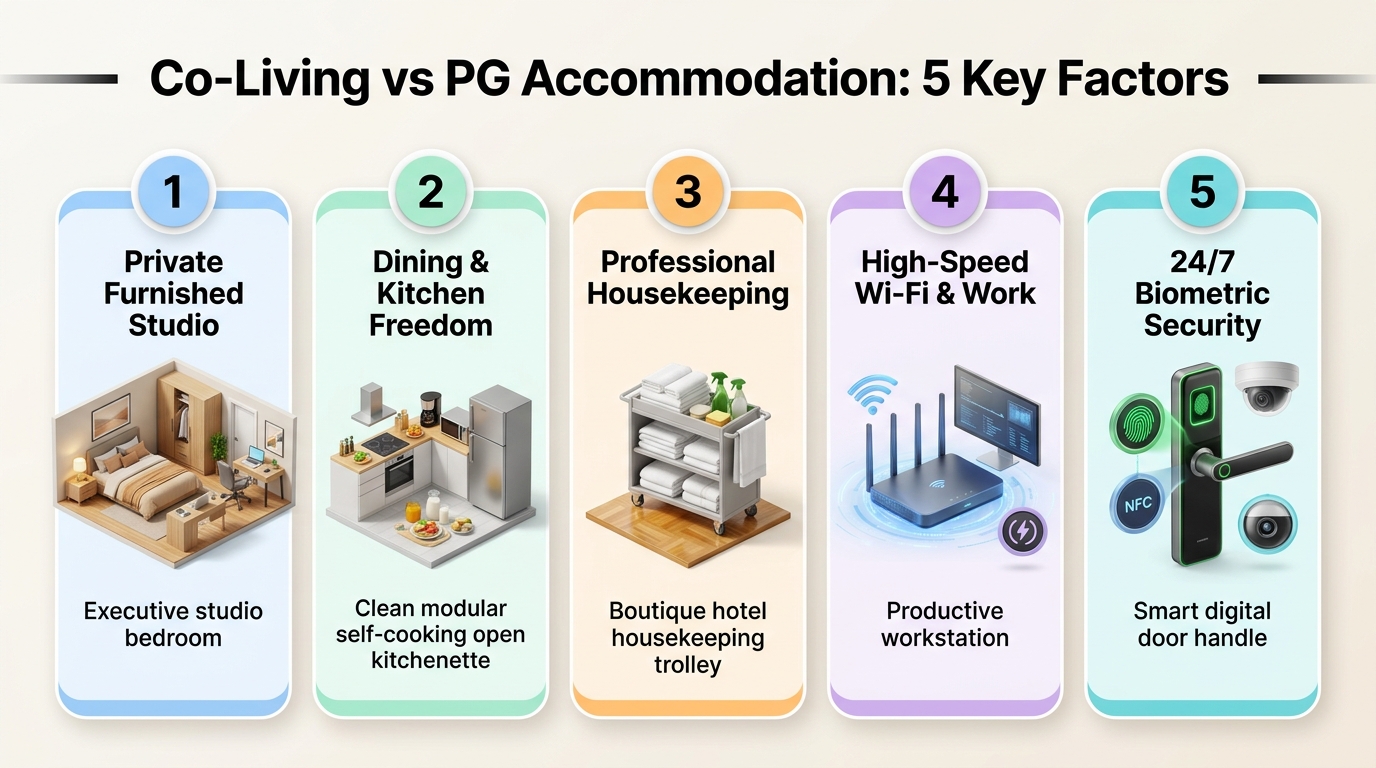 Co-Living vs PG Accommodation: 5 Key Factors
1
Private
Furnished
Studio
Executive studio
bedroom
2
Dining &
Kitchen
Freedom
Clean modular
self-cooking open
kitchenette
3
Professional
Housekeeping
Boutique hotel
housekeeping
trolley
4
High-Speed
Wi-Fi & Work
Productive
workstation
5
24/7
Biometric
Security
NFC
Smart digital
door handle